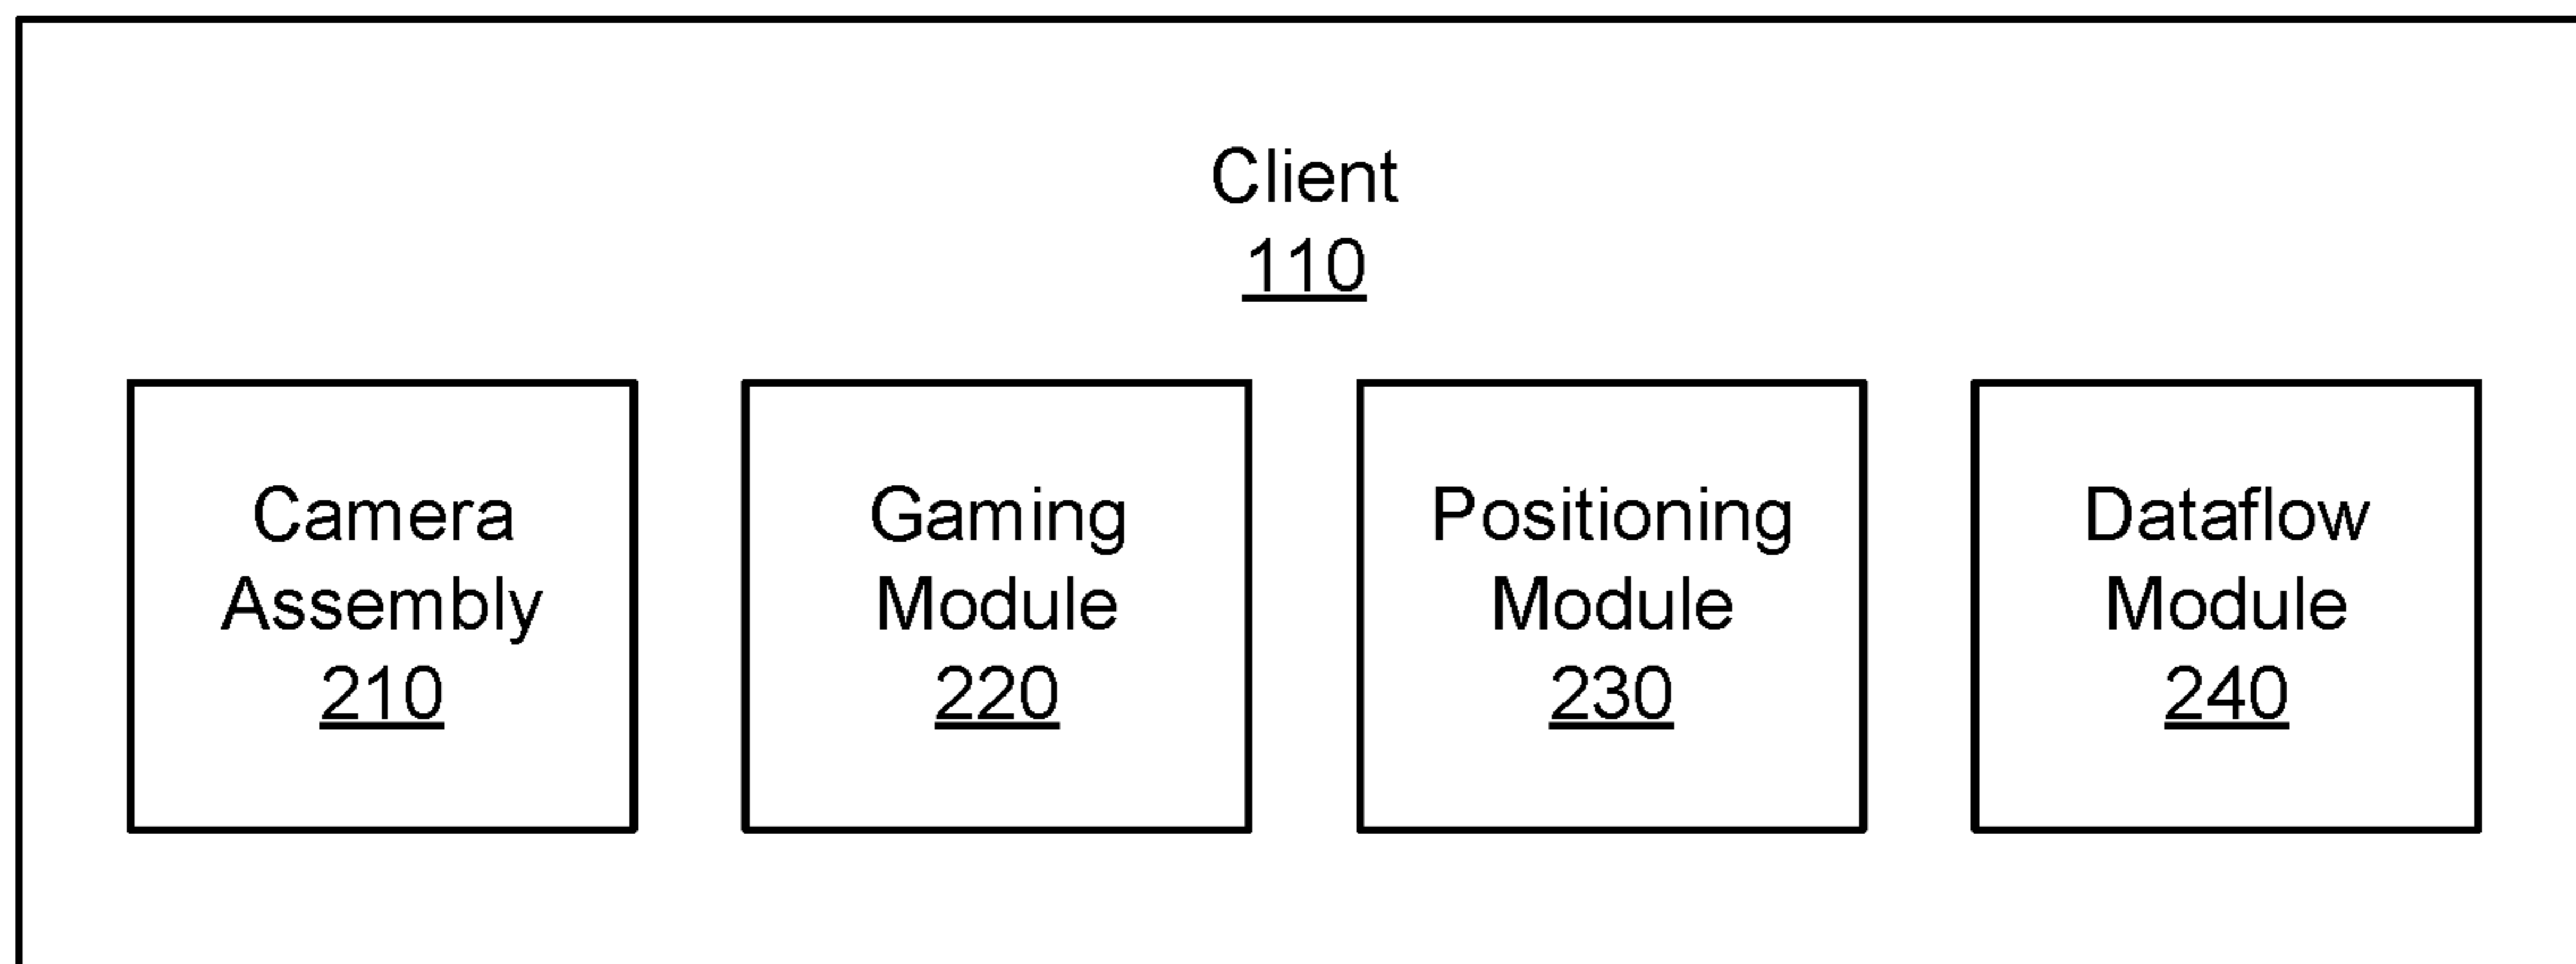 Client
110
Camera
Assembly
210
Gaming
Module
220
Positioning
Module
230
Dataflow
Module
240